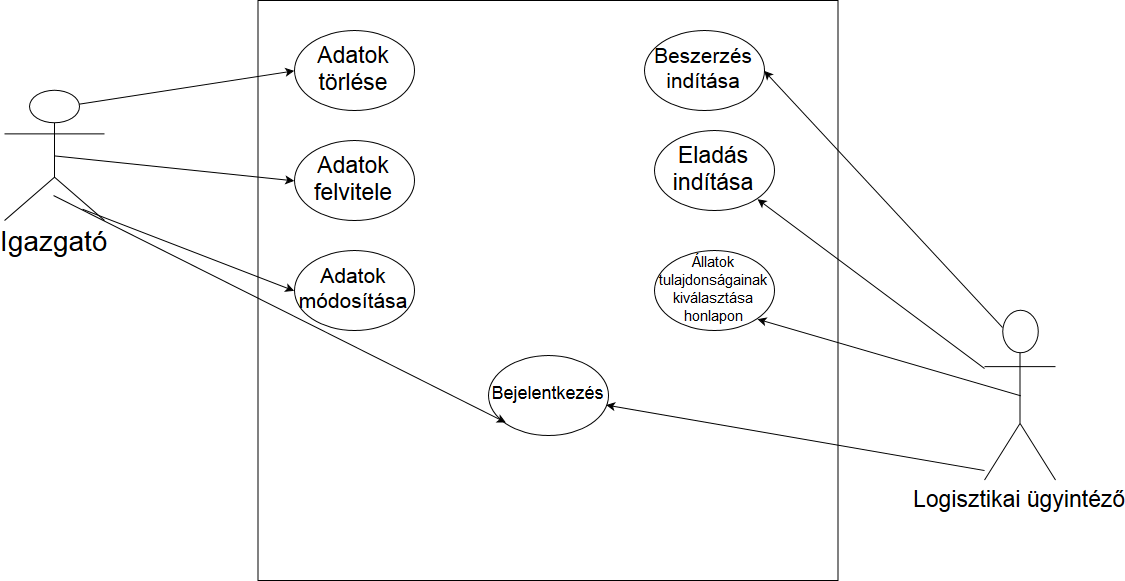 Adatok
törlése
Beszerzés
indítása
Adatok
felvitele
Eladás
indítása
Igazgató
Adatok
módosítása
Állatok
tulajdonságainak
kiválasztása
honlapon
Bejelentkezés
Logisztikai ügyintéző